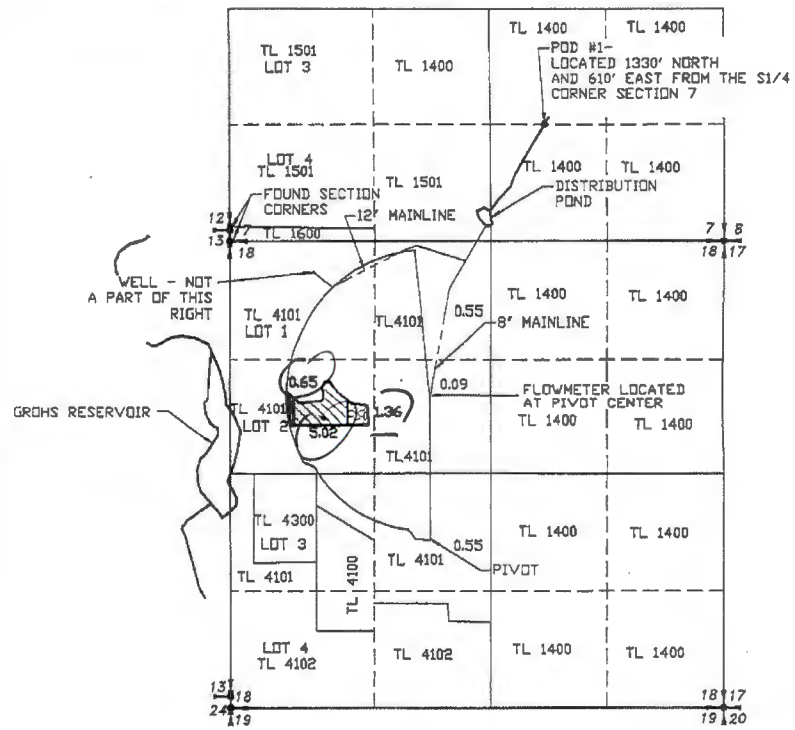 TL 1501
LOT 3
TL 1400
TL 1400
TL 1400
POD #1-
LOCATED 1330' NORTH
AND 610' EAST FROM THE S1/4
CORNER SECTION 7
LOT 4
TL 1501
TL 1501
TL 1400
TL 1400
DISTRIBUTION
POND
FOUND SECTION
CORNERS
12" MAINLINE
12
7
13
18
TL 1600
7
8
18
17
WELL - NOT
A PART OF THIS
RIGHT
TL 4101
LOT 1
TL4101
0.55
TL 1400
TL 1400
8" MAINLINE
0.65
0.09
FLOWMETER LOCATED
AT PIVOT CENTER
GROHS RESERVOIR
TL 4101
LOT 2
1.36
5.02
TL 1400
TL 1400
TL4101
TL 4300
LOT 3
TL 4101
TL 4100
TL 4101
0.55
PIVOT
TL 1400
TL 1400
LOT 4
TL 4102
TL 4102
TL 1400
TL 1400
13
18
24
19
18
17
19
20